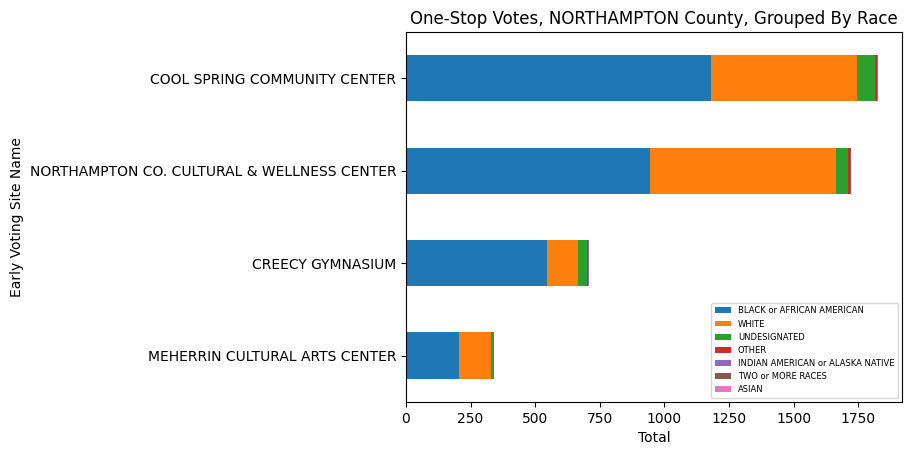 One-Stop Votes, NORTHAMPTON County, Grouped By Race
Early Voting Site Name
COOL SPRING COMMUNITY CENTER
NORTHAMPTON CO. CULTURAL & WELLNESS CENTER
CREECY GYMNASIUM
MEHERRIN CULTURAL ARTS CENTER
BLACK or AFRICAN AMERICAN
WHITE
UNDESIGNATED
OTHER
INDIAN AMERICAN or ALASKA NATIVE
TWO or MORE RACES
ASIAN
0 250 500 750 1000 1250 1500 1750
Total